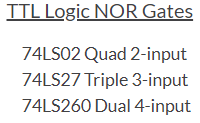 TTL Logic NOR Gates
74LS02 Quad 2-input
74LS27 Triple 3-input
74LS260 Dual 4-input